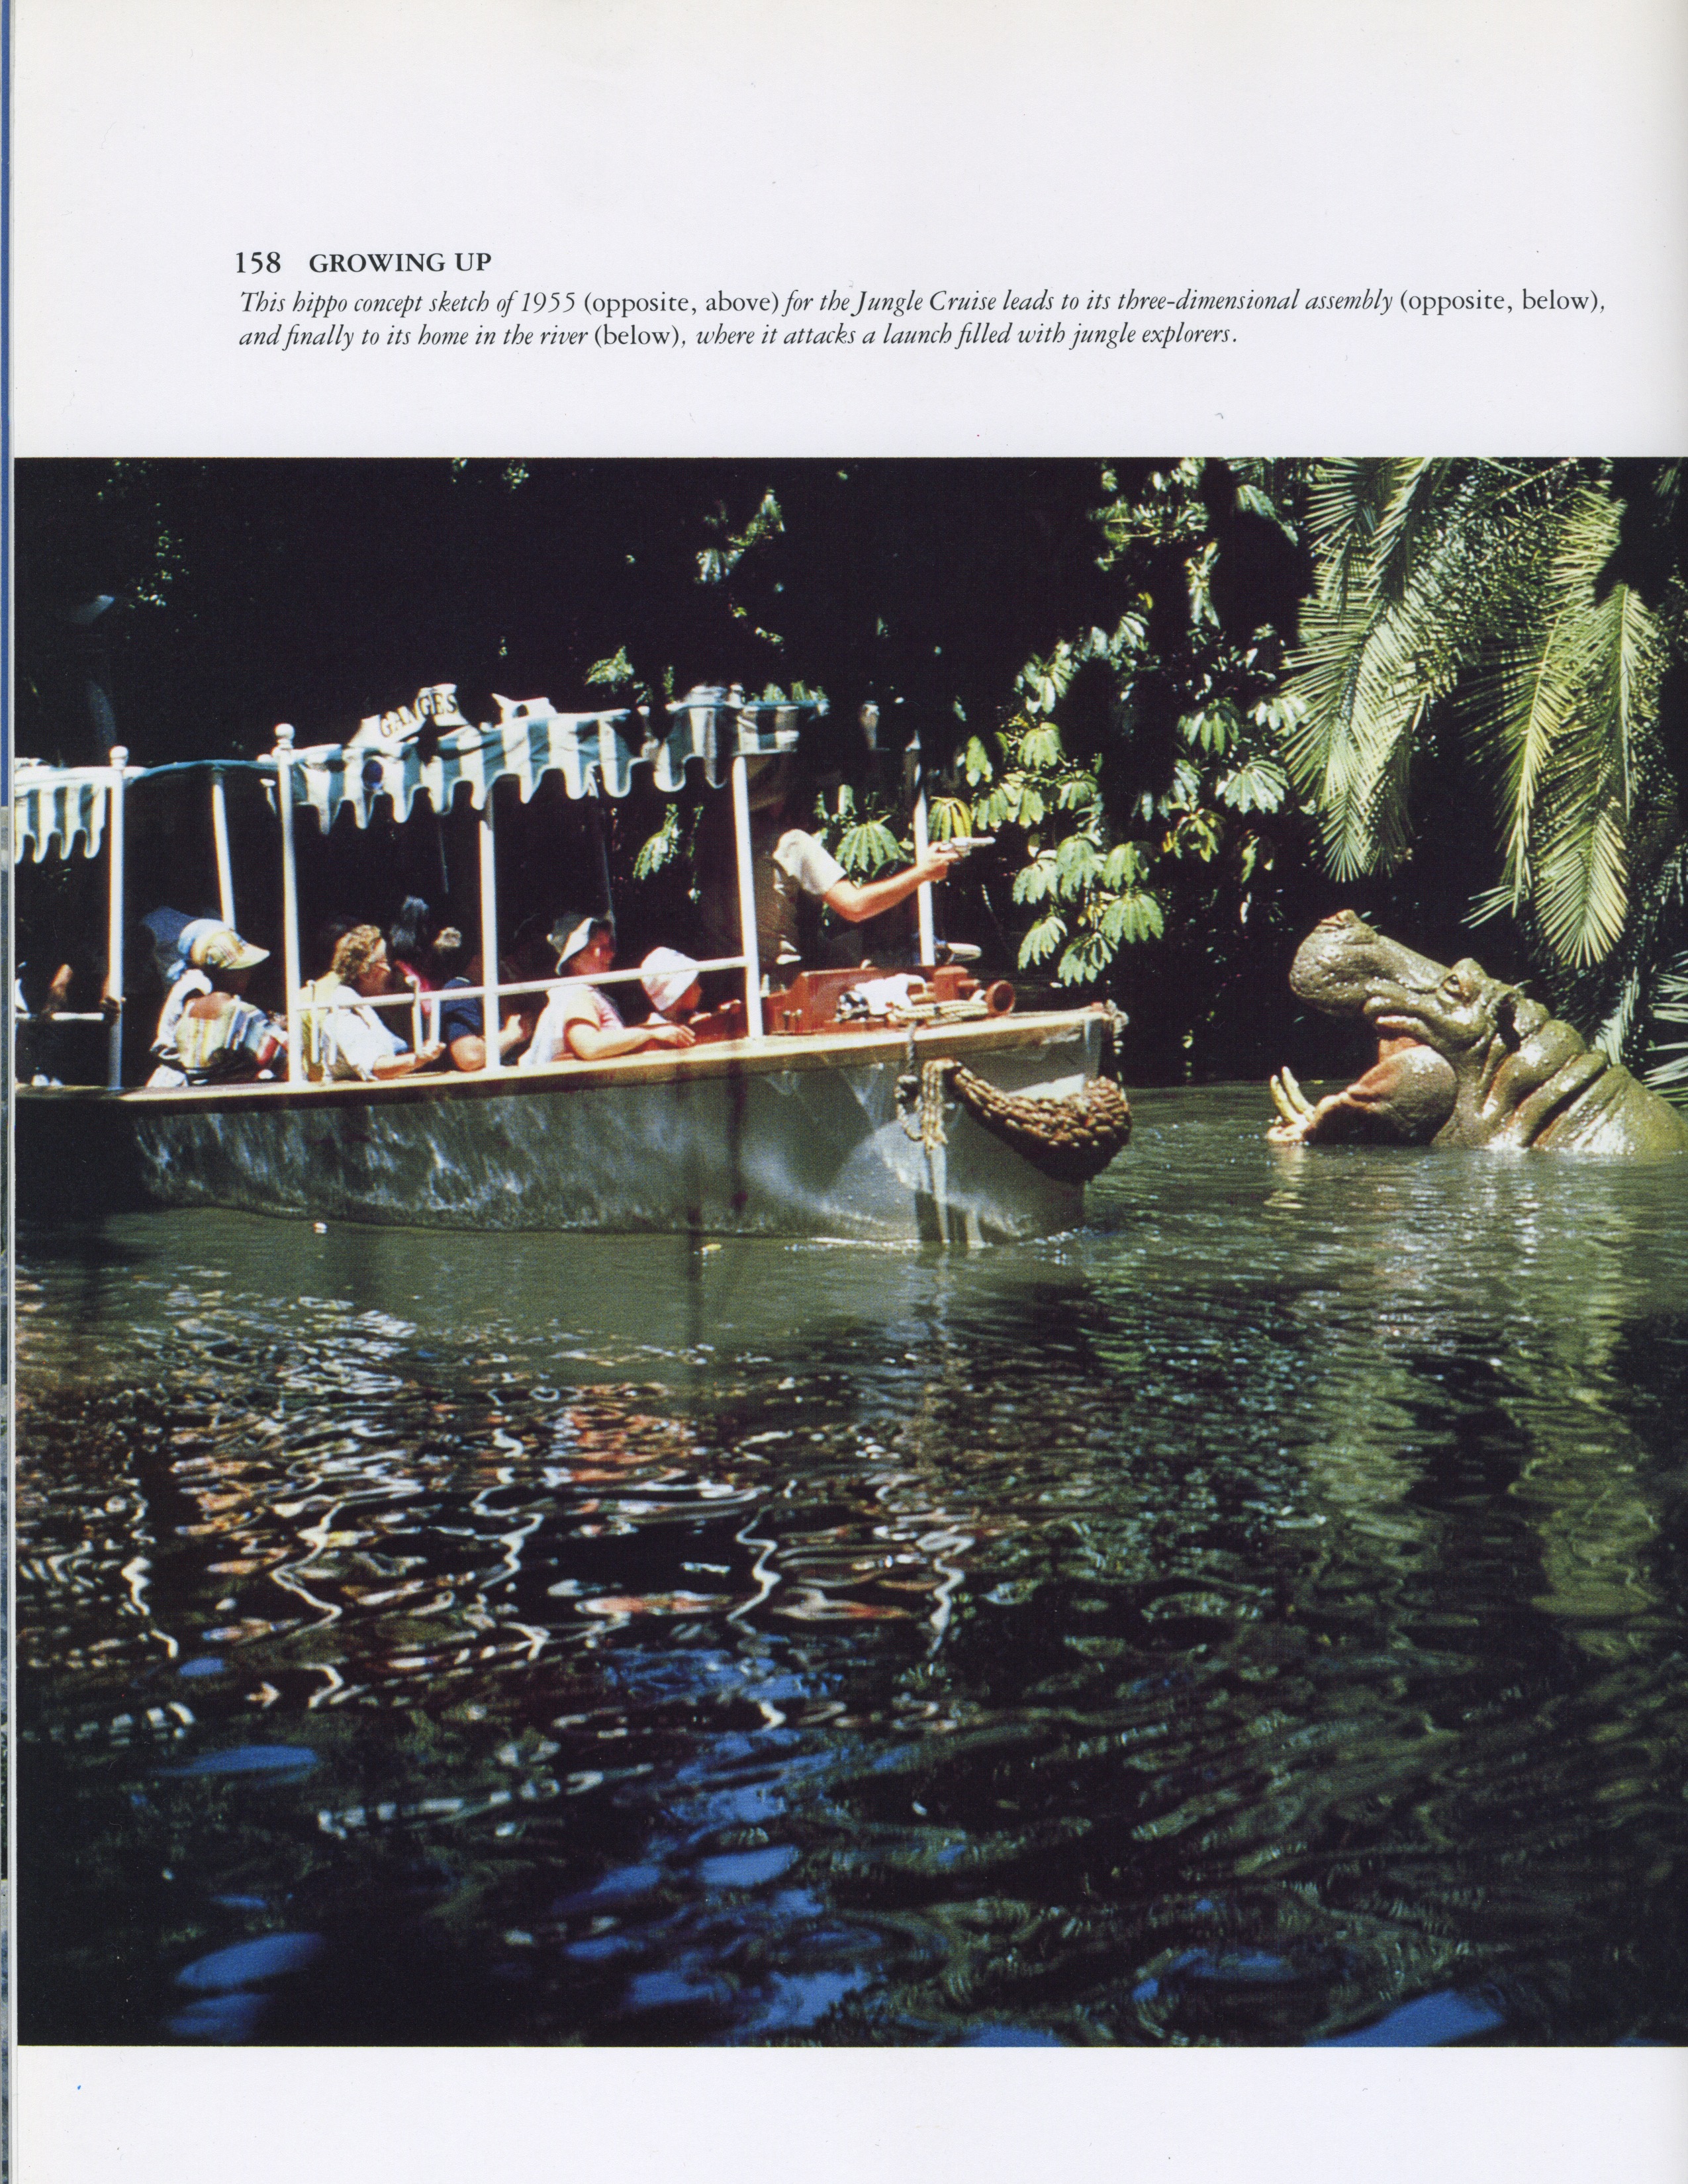 158 GROWING UP
This hippo concept sketch of 1955 (opposite, above) for the Jungle Cruise leads to its three-dimensional assembly (opposite, below),
and finally to its home in the river (below), where it attacks a launch filled with jungle explorers.
GANGES